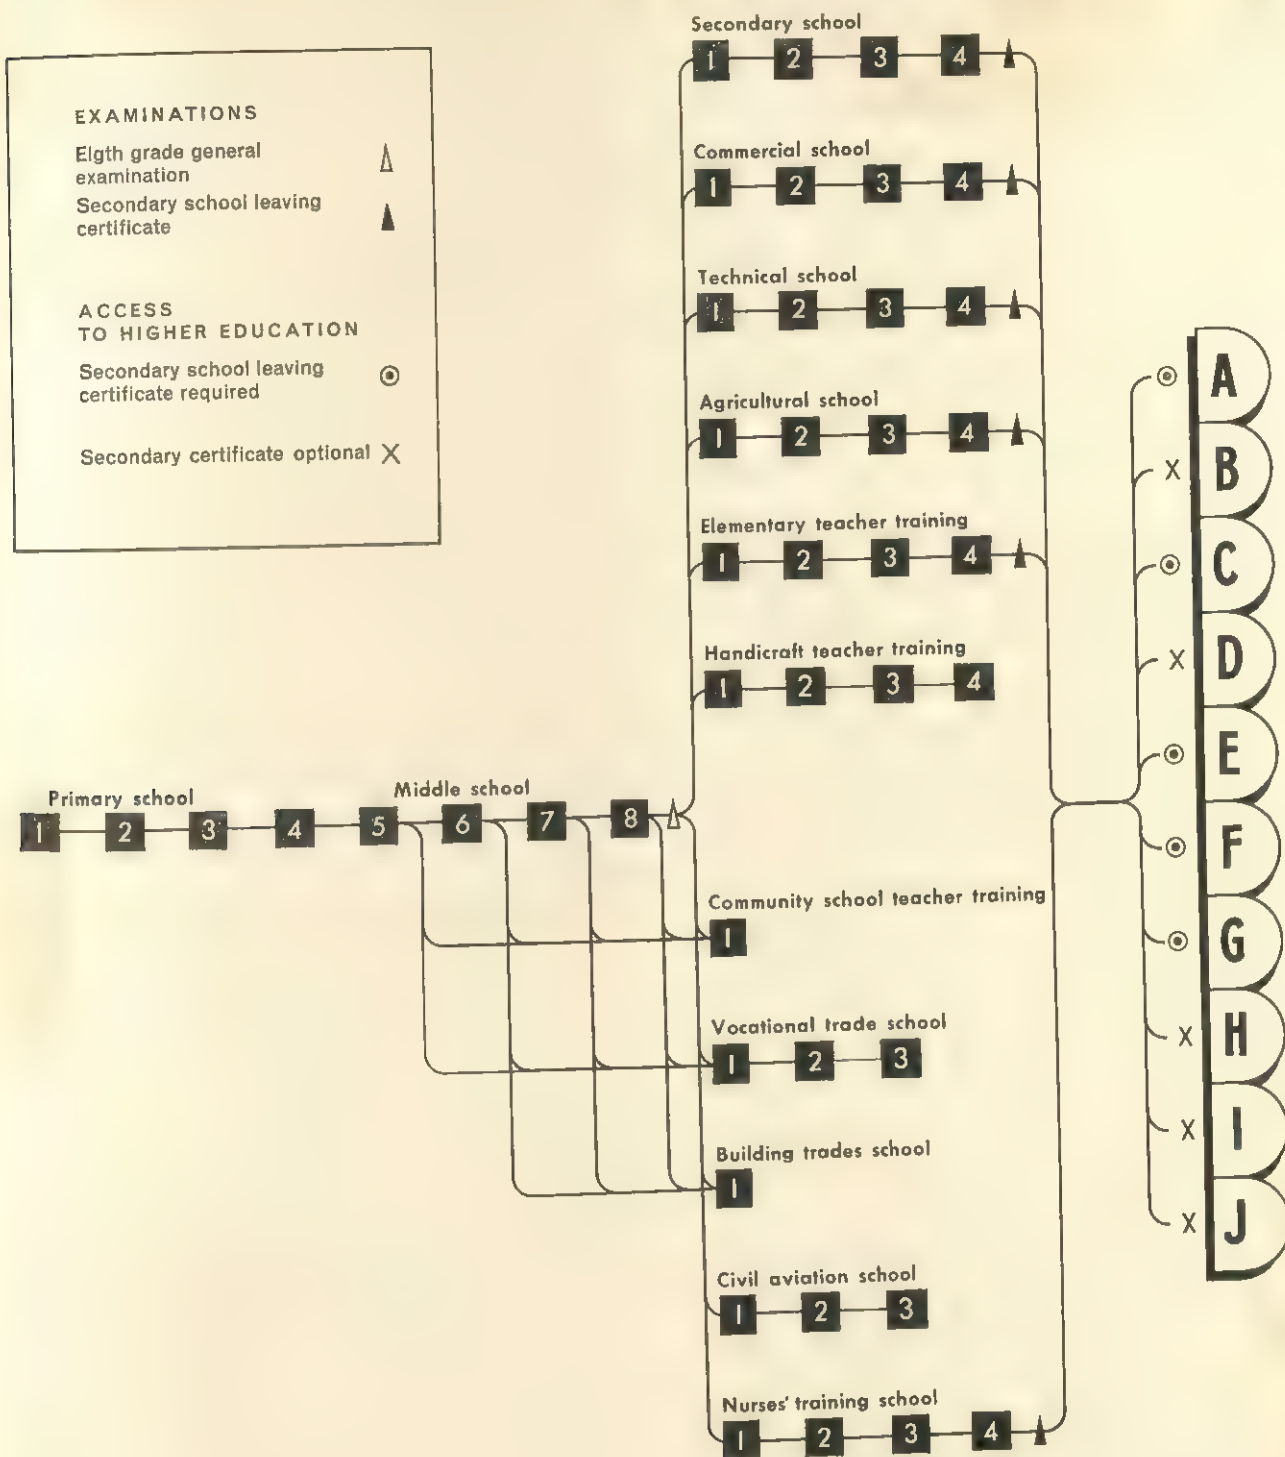 EXAMINATIONS
Elgth grade general
examination
Secondary school leaving
certificate
ACCESS
TO HIGHER EDUCATION
Secondary school leaving
certificate required
Secondary certificate optional X
Secondary school
1 2 3 4
Commercial school
1 2 3 4
Technical school
1 2 3 4
Agricultural school
1 2 3 4
Elementary teacher training
1 2 3 4
Handicraft teacher training
1 2 3 4
Primary school
Middle school
1 2 3 4 5 6 7 8
Community school teacher training
1
Vocational trade school
1 2 3
Building trades school
1
Civil aviation school
1 2 3
Nurses' training school
1 2 3 4
A
X B
C
X D
E
F
G
X H
X I
X J